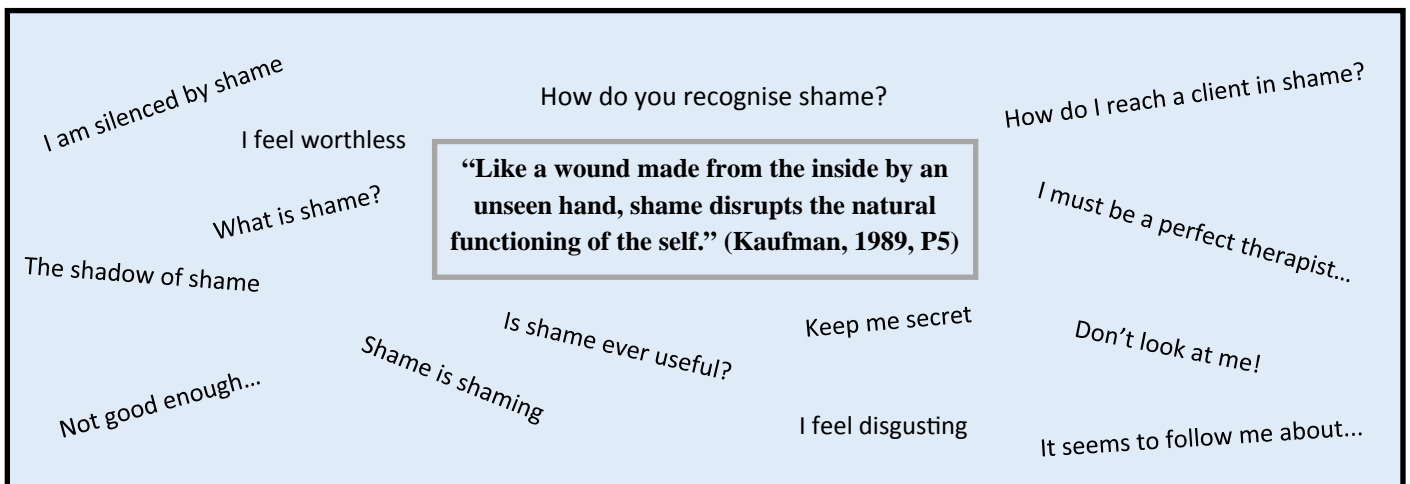 I am silenced by shame
How do you recognise shame?
How do I reach a client in shame?
I feel worthless
“Like a wound made from the inside by an
unseen hand, shame disrupts the natural
functioning of the self.” (Kaufman, 1989, P5)
What is shame?
I must be a perfect therapist…
The shadow of shame
Is shame ever useful?
Keep me secret
Don’t look at me!
Shame is shaming
Not good enough…
I feel disgusting
It seems to follow me about…